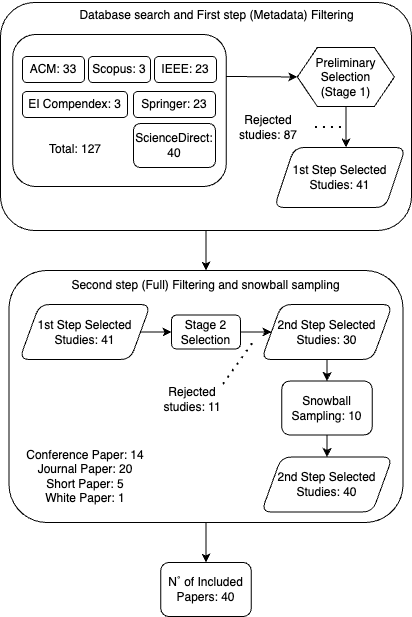 Database search and First step (Metadata) Filtering
ACM: 33
Scopus: 3
IEEE: 23
EI Compendex: 3
Springer: 23
Total: 127
ScienceDirect:
40
Preliminary
Selection
(Stage 1)
Rejected
studies: 87
1st Step Selected
Studies: 41
Second step (Full) Filtering and snowball sampling
1st Step Selected
Studies: 41
Stage 2
Selection
2nd Step Selected
Studies: 30
Rejected
studies: 11
Snowball
Sampling: 10
Conference Paper: 14
Journal Paper: 20
Short Paper: 5
White Paper: 1
2nd Step Selected
Studies: 40
N° of Included
Papers: 40